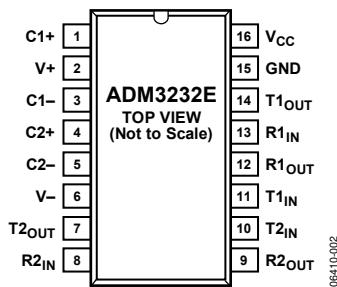 C1+ 1
V+ 2
C1– 3
C2+ 4
C2– 5
V– 6
T2OUT 7
R2IN 8
ADM3232E
TOP VIEW
(Not to Scale)
16 VCC
15 GND
14 T1OUT
13 R1IN
12 R1OUT
11 T1IN
10 T2IN
9 R2OUT
06410-002